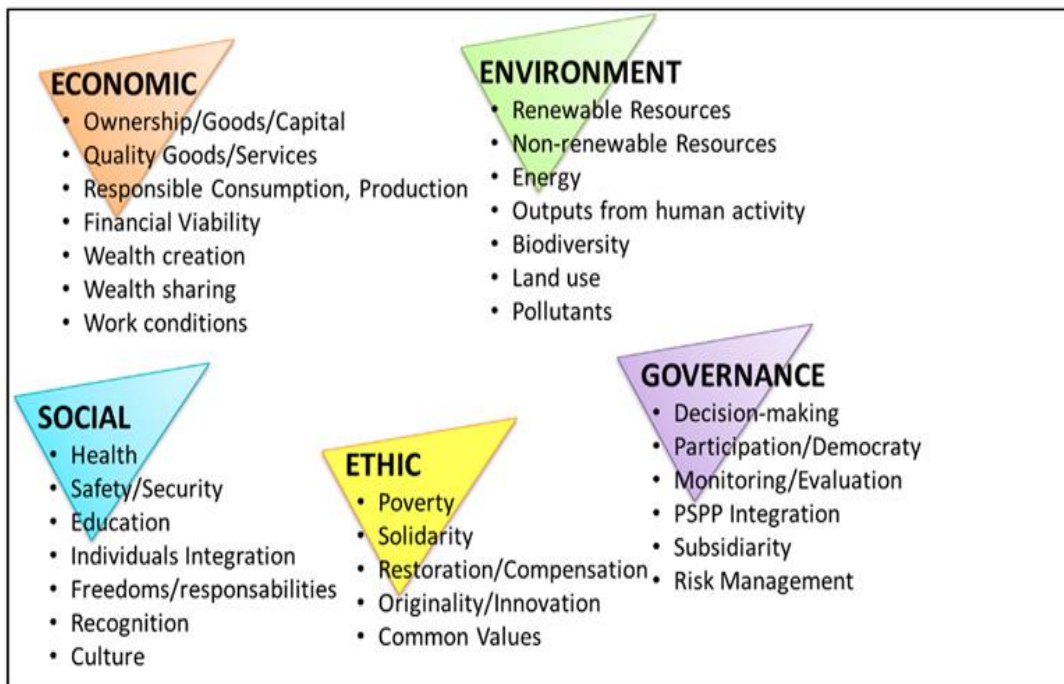 ECONOMIC
• Ownership/Goods/Capital
• Quality Goods/Services
• Responsible Consumption, Production
• Financial Viability
• Wealth creation
• Wealth sharing
• Work conditions
ENVIRONMENT
• Renewable Resources
• Non-renewable Resources
• Energy
• Outputs from human activity
• Biodiversity
• Land use
• Pollutants
SOCIAL
• Health
• Safety/Security
• Education
• Individuals Integration
• Freedoms/responsabilities
• Recognition
• Culture
ETHIC
• Poverty
• Solidarity
• Restoration/Compensation
• Originality/Innovation
• Common Values
GOVERNANCE
• Decision-making
• Participation/Democraty
• Monitoring/Evaluation
• PSPP Integration
• Subsidiarity
• Risk Management